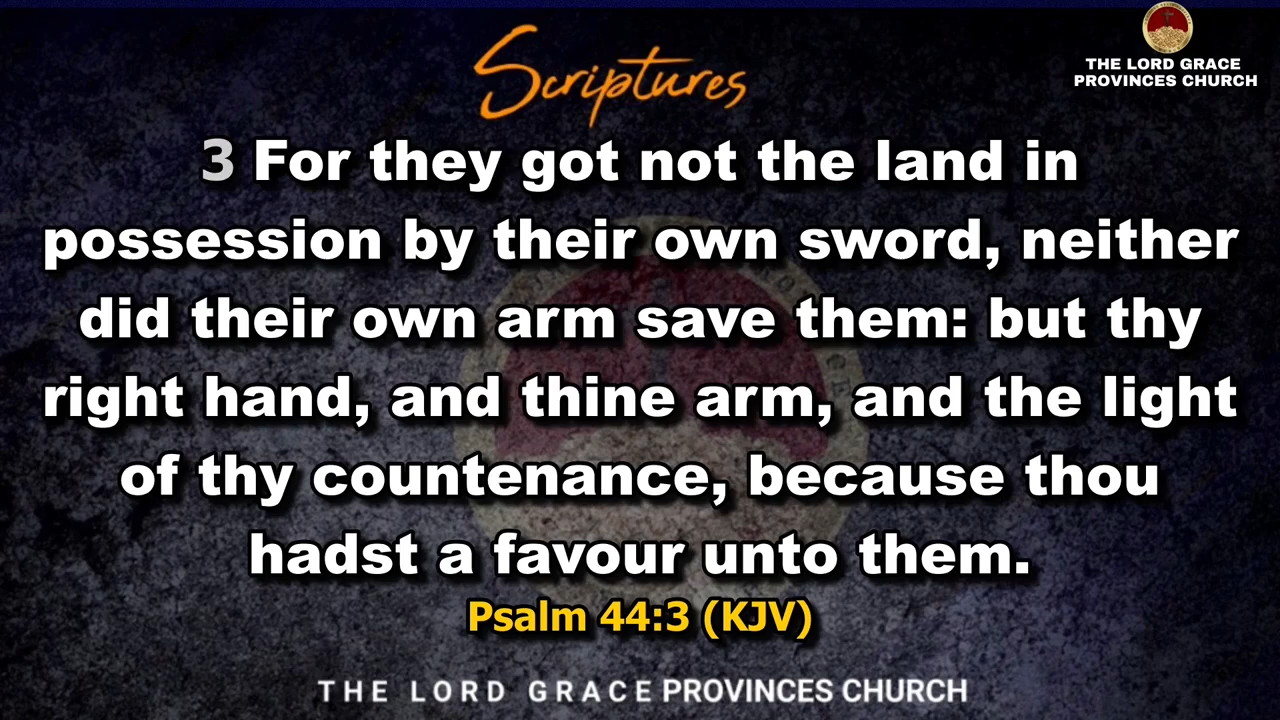 Scriptures
THE LORD GRACE
PROVINCES CHURCH
3 For they got not the land in
possession by their own sword, neither
did their own arm save them: but thy
right hand, and thine arm, and the light
of thy countenance, because thou
hadst a favour unto them.
Psalm 44:3 (KJV)
THE LORD GRACE PROVINCES CHURCH